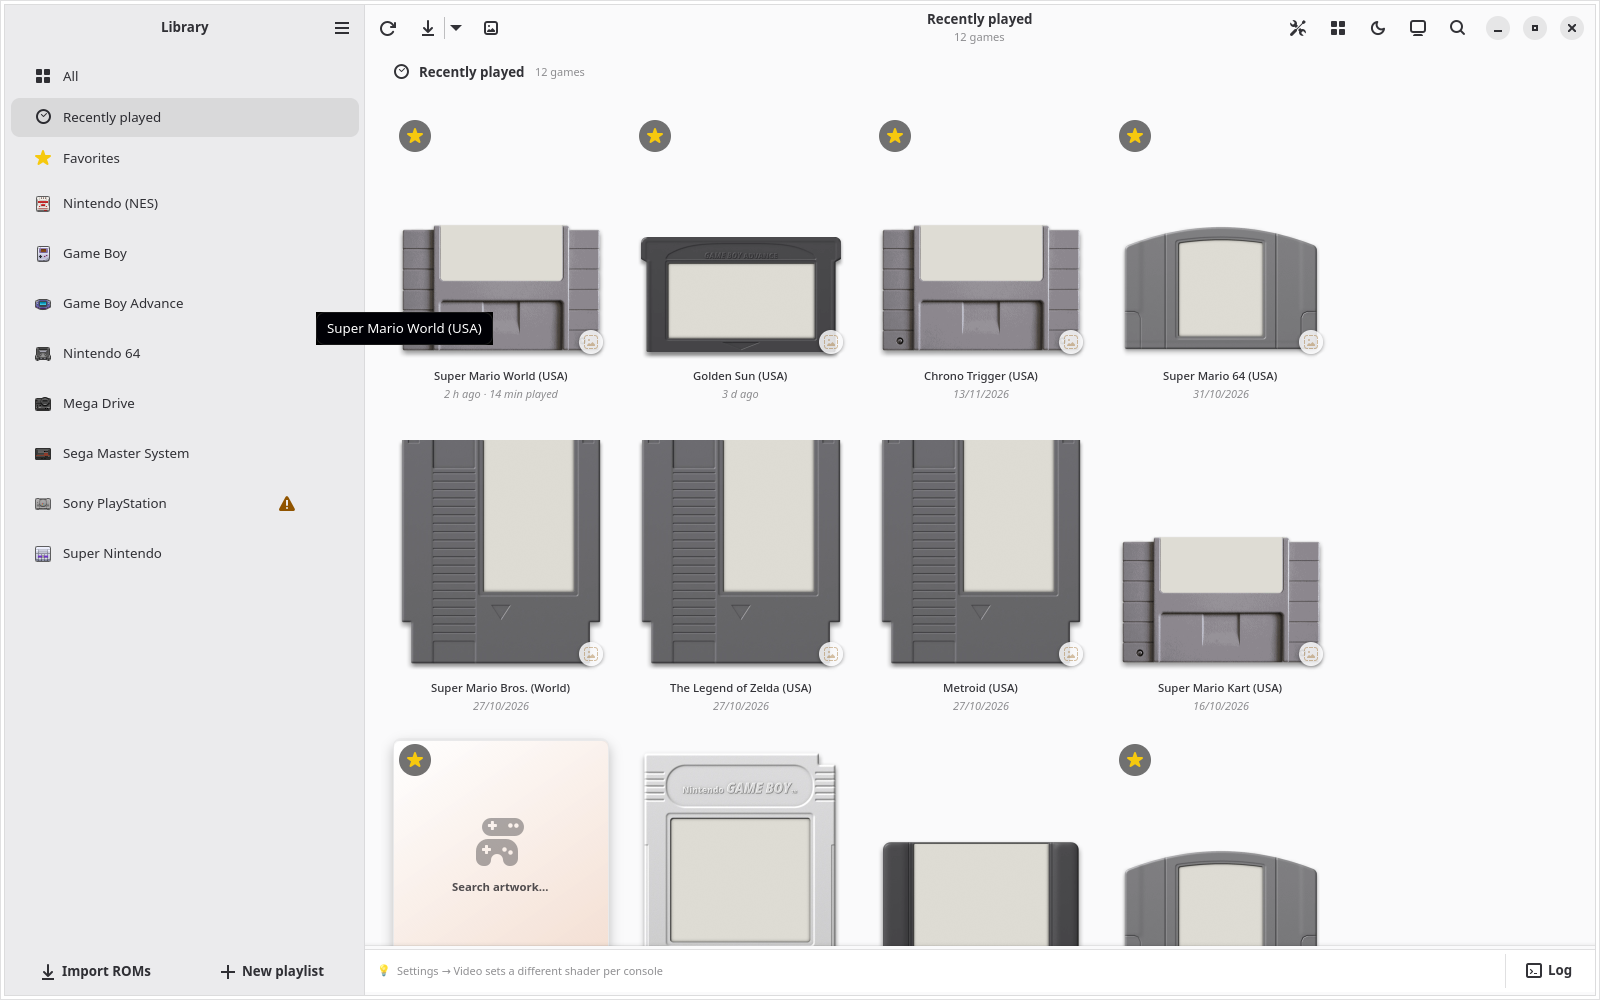 Library
Recently played
12 games
All
Recently played
Favorites
Nintendo (NES)
Game Boy
Game Boy Advance
Nintendo 64
Mega Drive
Sega Master System
Sony PlayStation
Super Nintendo
Import ROMs
New playlist
Recently played 12 games
GAME BOY ADVANCE
Super Mario World (USA)
Super Mario World (USA)
2 h ago · 14 min played
Golden Sun (USA)
3 d ago
Chrono Trigger (USA)
13/11/2026
Super Mario 64 (USA)
31/10/2026
Super Mario Bros. (World)
27/10/2026
The Legend of Zelda (USA)
27/10/2026
Metroid (USA)
27/10/2026
Super Mario Kart (USA)
16/10/2026
Search artwork...
Nintendo GAME BOY
Settings → Video sets a different shader per console
Log